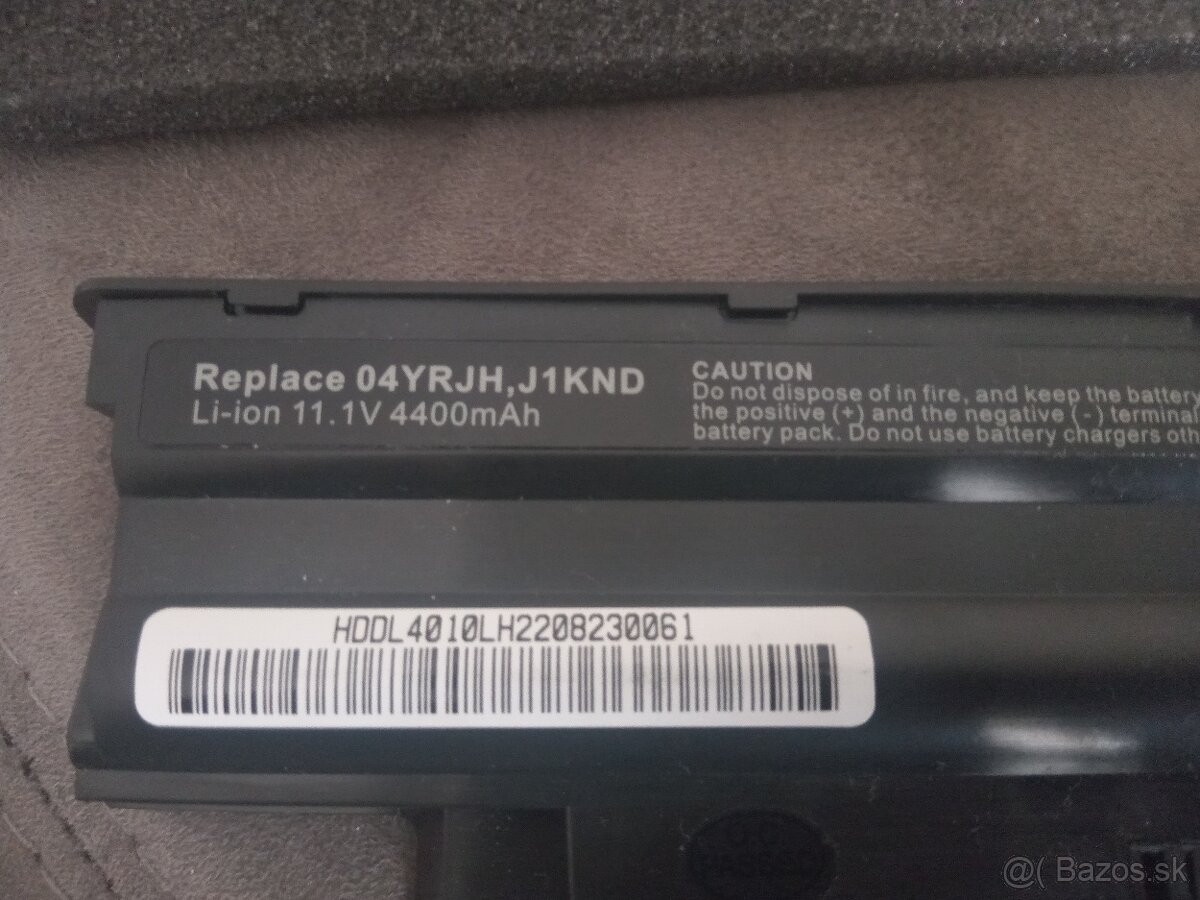 Replace 04YRJH,J1KND
Li-ion 11.1V 4400mAh
CAUTION
Do not dispose of in fire, and keep the battery
the positive (+) and the negative (-) terminal
battery pack. Do not use battery chargers oth
HDDL4010LH2208230061
@( Bazos.sk